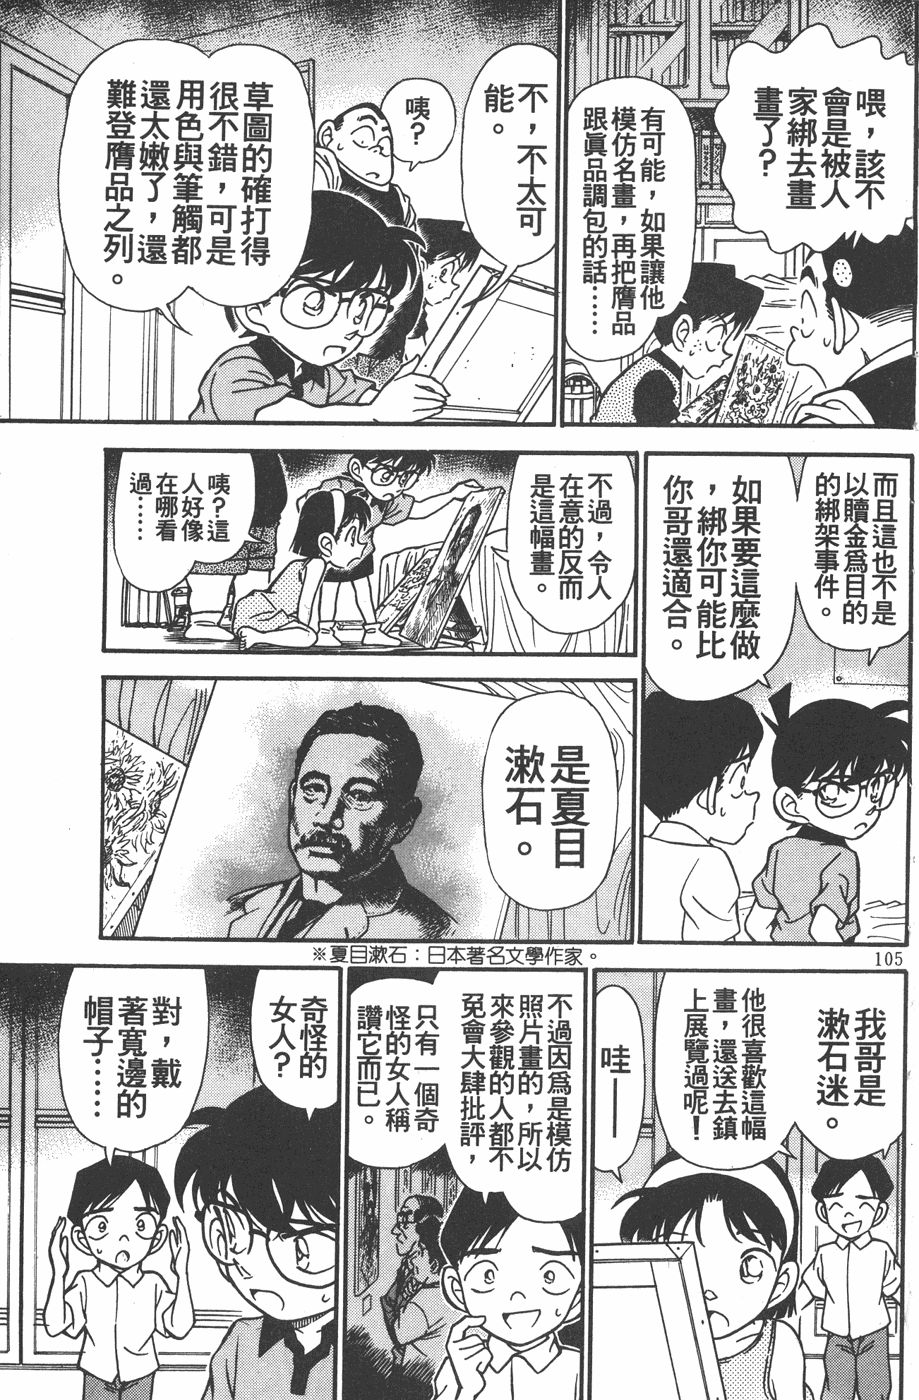 喂，該不
會是被人
家綁去畫
畫了？
有可能，如果讓他
模仿名畫，再把贋品
跟眞品調包的話……
不，不太可
能。
咦？
草圖的確打得
很不錯，可是
用色與筆觸都
還太嫩了，還
難登贋品之列。
而且這也不是
以贖金爲目的
的綁架事件。
如果要這麼做
，綁你可能比
你哥還適合。
不過，令人
在意的反而
是這幅畫。
咦？這
人好像
在哪看
過……
是夏目
漱石。
※夏目漱石：日本著名文學作家。
105
我哥是
漱石迷。
他很喜歡這幅
畫，還送去鎮
上展覽過呢！
哇—
不過因爲是模仿
照片畫的，所以
來參觀的人都不
免會大肆批評，
只有一個奇
怪的女人稱
讚它而已。
奇怪的
女人？
對，戴
著寬邊的
帽子……